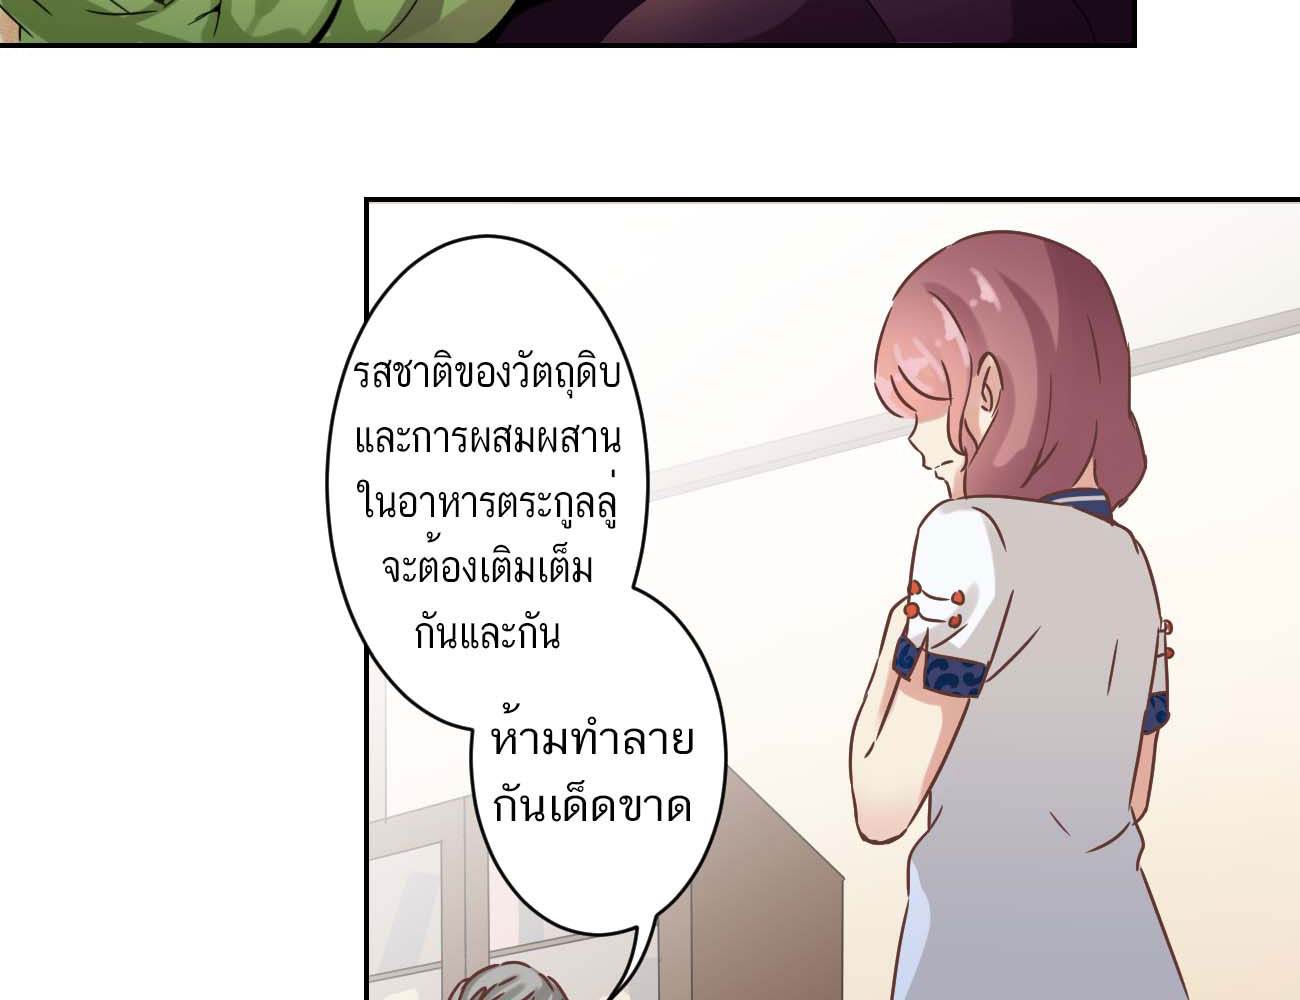 รสชาติของวัตถุดิบ
และการผสมผสาน
ในอาหารตระกูลลู่
จะต้องเติมเต็ม
กันและกัน
ห้ามทำลาย
กันเด็ดขาด